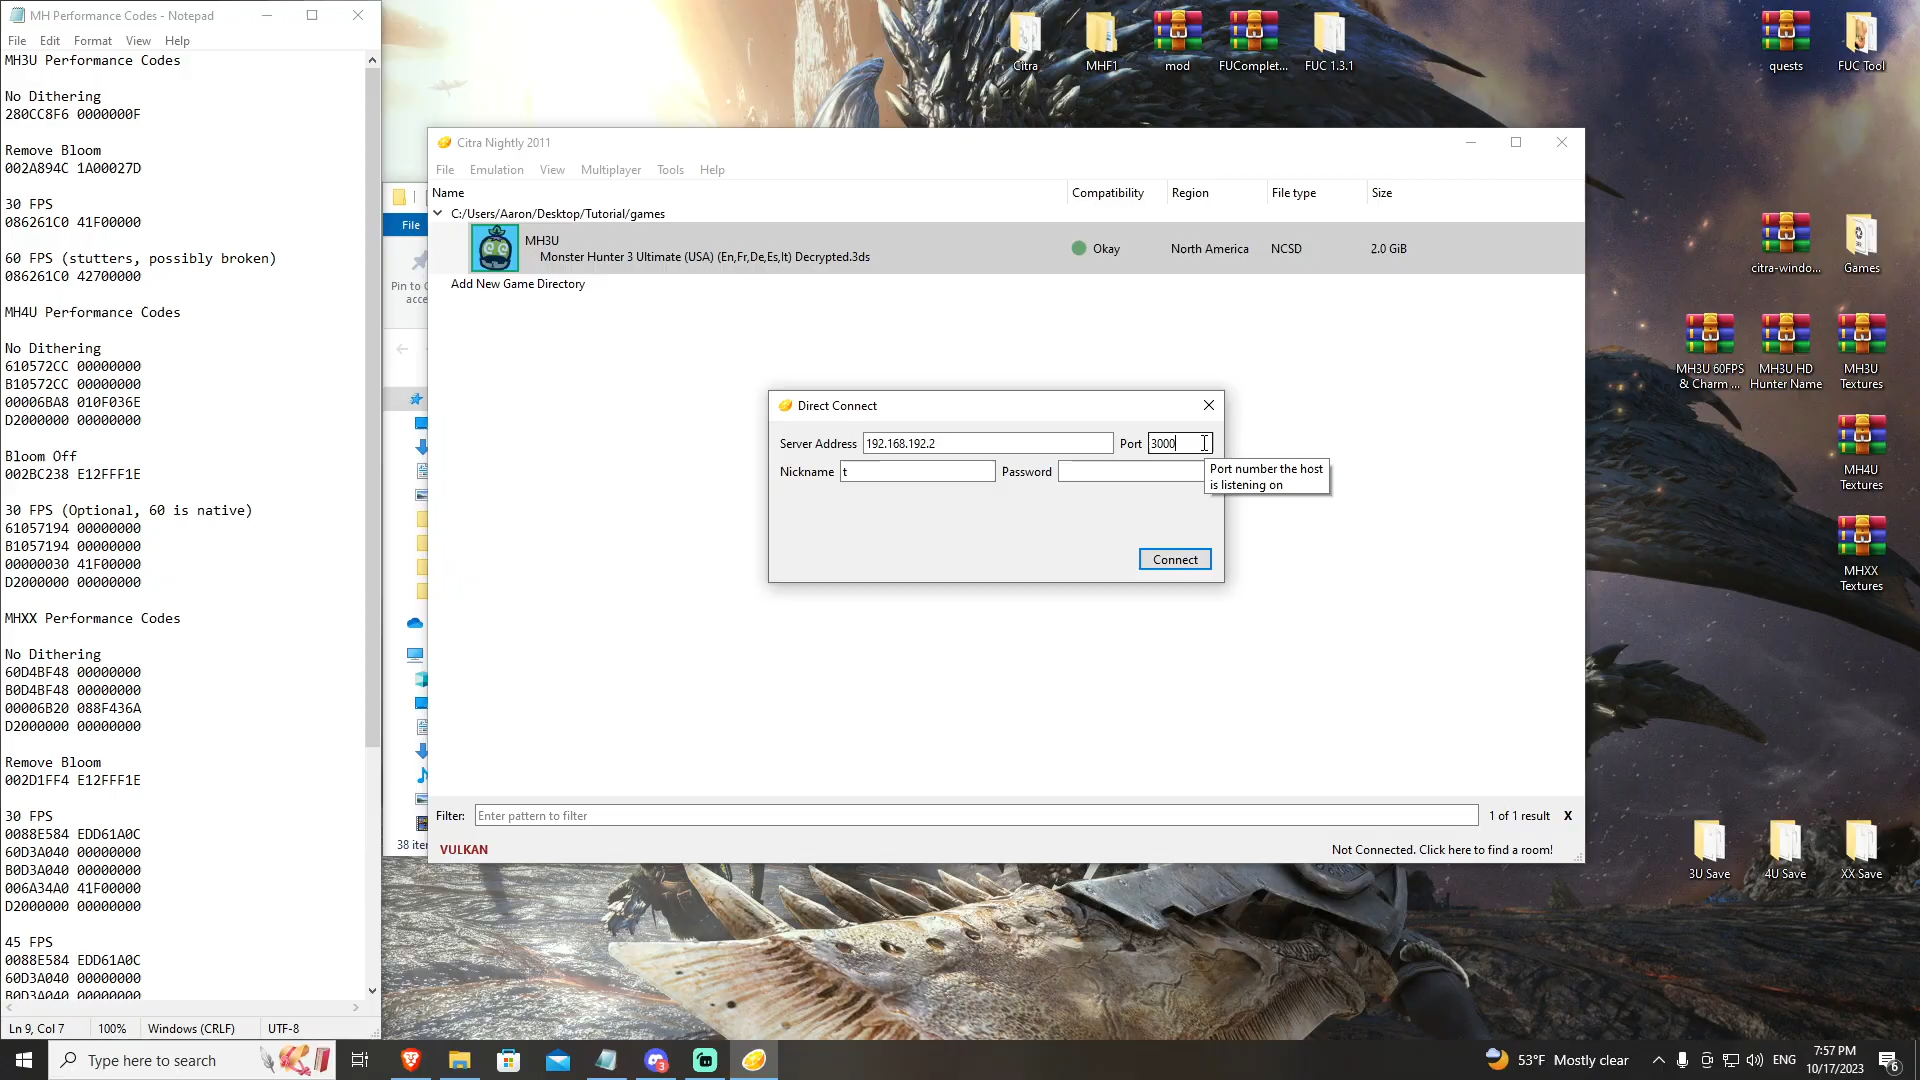 MH Performance Codes - Notepad
File Edit Format View Help
MH3U Performance Codes
No Dithering
280CC8F6 0000000F
Remove Bloom
002A894C 1A00027D
30 FPS
086261C0 41F00000
60 FPS (stutters, possibly broken)
086261C0 42700000
MH4U Performance Codes
No Dithering
610572CC 00000000
B10572CC 00000000
00006BA8 010F036E
D2000000 00000000
Bloom Off
002BC238 E12FFF1E
30 FPS (Optional, 60 is native)
61057194 00000000
B1057194 00000000
00000030 41F00000
D2000000 00000000
MHXX Performance Codes
No Dithering
60D4BF48 00000000
B0D4BF48 00000000
00006B20 088F436A
D2000000 00000000
Remove Bloom
002D1FF4 E12FFF1E
30 FPS
0088E584 EDD61A0C
60D3A040 00000000
B0D3A040 00000000
006A34A0 41F00000
D2000000 00000000
45 FPS
0088E584 EDD61A0C
60D3A040 00000000
B0D3A040 00000000
Ln 9, Col 7 100% Windows (CRLF) UTF-8
Citra
MHF1
mod
FUComplet...
FUC 1.3.1
quests
FUC Tool
citra-windo...
Games
MH3U 60FPS
& Charm ...
MH3U HD
Hunter Name
MH3U
Textures
MH4U
Textures
MHXX
Textures
3U Save
4U Save
XX Save
File
Pin to
acce
38 ite
Citra Nightly 2011
File Emulation View Multiplayer Tools Help
Name Compatibility Region File type Size
C:/Users/Aaron/Desktop/Tutorial/games
MH3U
Monster Hunter 3 Ultimate (USA) (En,Fr,De,Es,It) Decrypted.3ds
Okay North America NCSD 2.0 GiB
Add New Game Directory
Direct Connect
Server Address 192.168.192.2 Port 3000
Nickname t Password
Port number the host
is listening on
Connect
Filter: Enter pattern to filter 1 of 1 result X
VULKAN Not Connected. Click here to find a room!
Type here to search
3
53°F Mostly clear
ENG
7:57 PM
10/17/2023
6